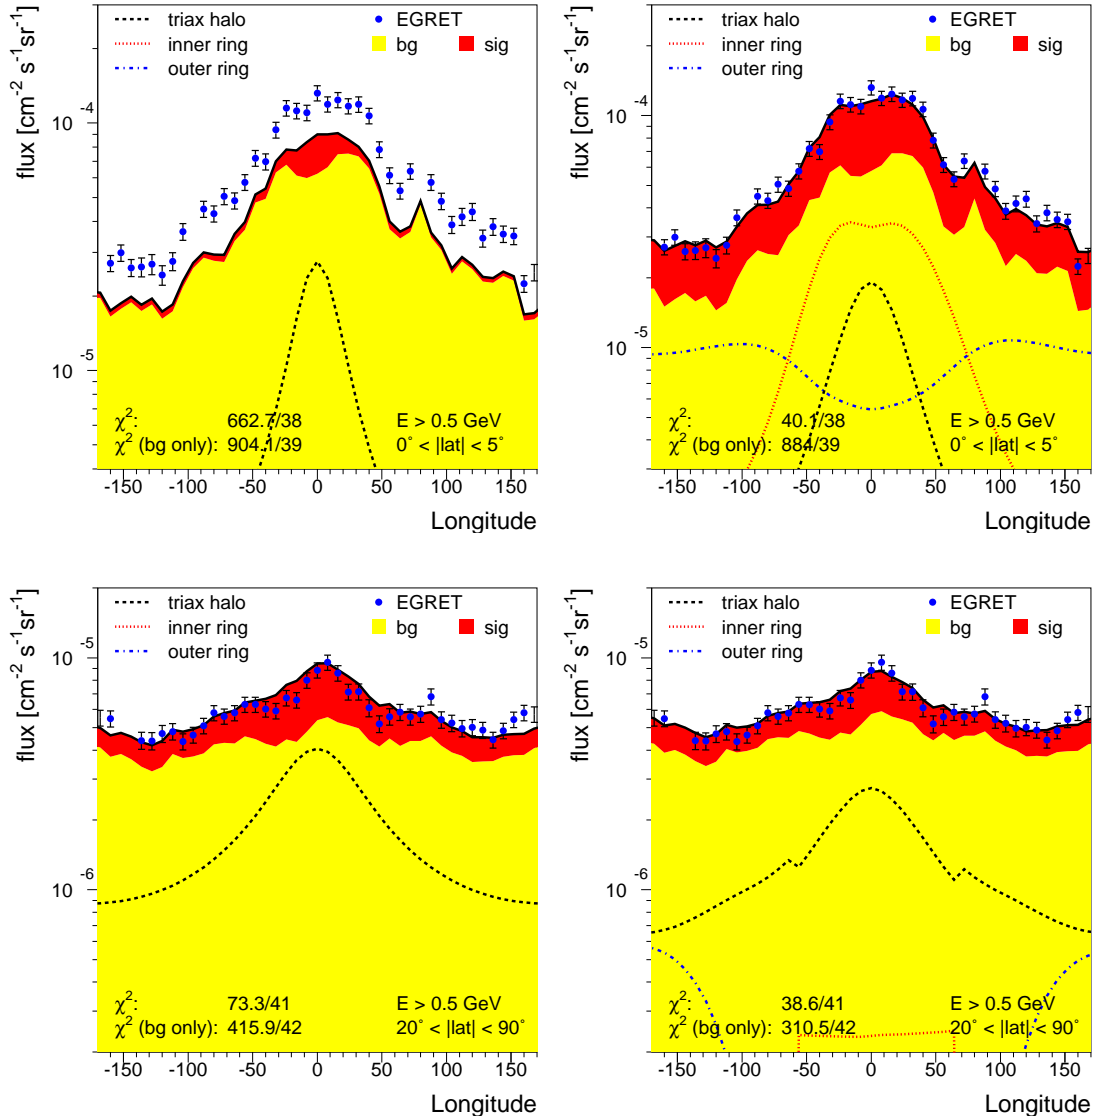 triax halo
inner ring
outer ring
EGRET
bg sig
flux [cm-2 s-1sr-1]
10-4
10-5
χ2: 662.7/38
χ2 (bg only): 904.1/39
E > 0.5 GeV
0° < |lat| < 5°
-150 -100 -50 0 50 100 150
Longitude
triax halo
inner ring
outer ring
EGRET
bg sig
flux [cm-2 s-1sr-1]
10-4
10-5
χ2: 40.1/38
χ2 (bg only): 884/39
E > 0.5 GeV
0° < |lat| < 5°
-150 -100 -50 0 50 100 150
Longitude
triax halo
inner ring
outer ring
EGRET
bg sig
flux [cm-2 s-1sr-1]
10-5
10-6
χ2: 73.3/41
χ2 (bg only): 415.9/42
E > 0.5 GeV
20° < |lat| < 90°
-150 -100 -50 0 50 100 150
Longitude
triax halo
inner ring
outer ring
EGRET
bg sig
flux [cm-2 s-1sr-1]
10-5
10-6
χ2: 38.6/41
χ2 (bg only): 310.5/42
E > 0.5 GeV
20° < |lat| < 90°
-150 -100 -50 0 50 100 150
Longitude